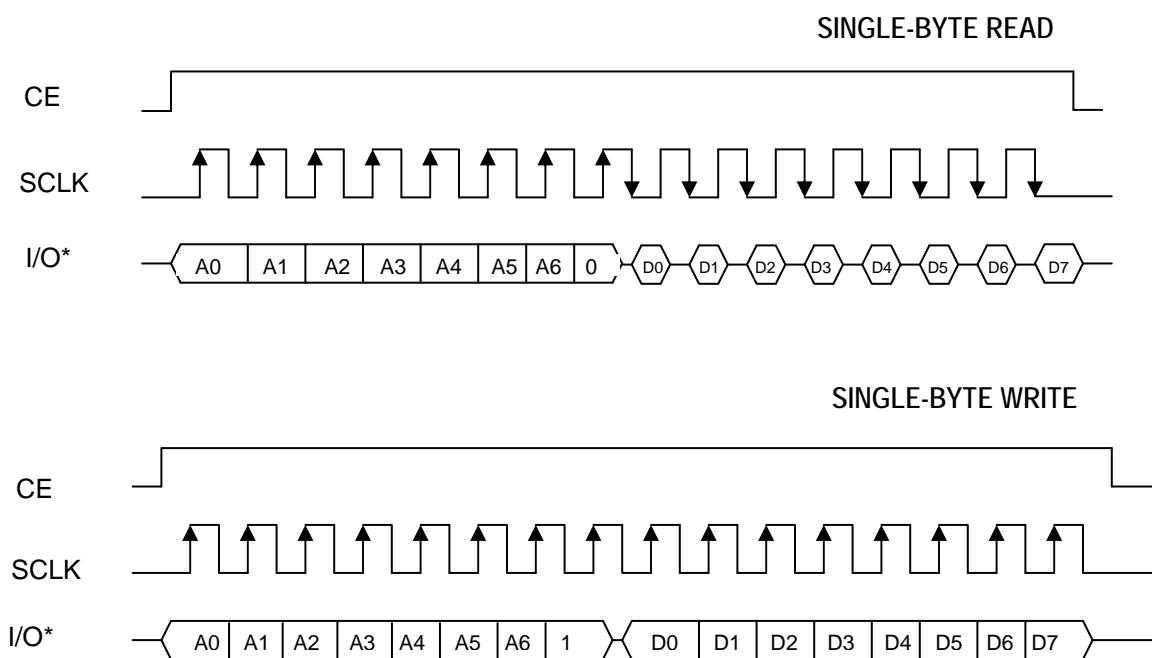 SINGLE-BYTE READ
CE
SCLK
I/O*
A0 A1 A2 A3 A4 A5 A6 0 D0 D1 D2 D3 D4 D5 D6 D7
SINGLE-BYTE WRITE
CE
SCLK
I/O*
A0 A1 A2 A3 A4 A5 A6 1 D0 D1 D2 D3 D4 D5 D6 D7